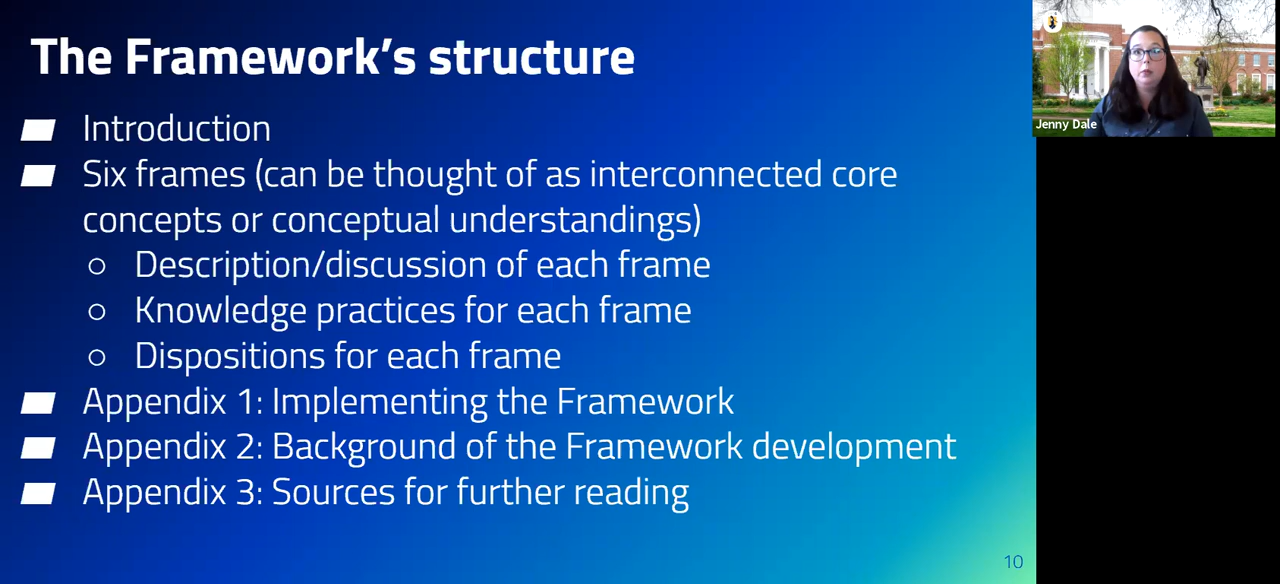 The Framework's structure
Introduction
Six frames (can be thought of as interconnected core
concepts or conceptual understandings)
Description/discussion of each frame
Knowledge practices for each frame
Dispositions for each frame
Appendix 1: Implementing the Framework
Appendix 2: Background of the Framework development
Appendix 3: Sources for further reading
10
Jenny Dale